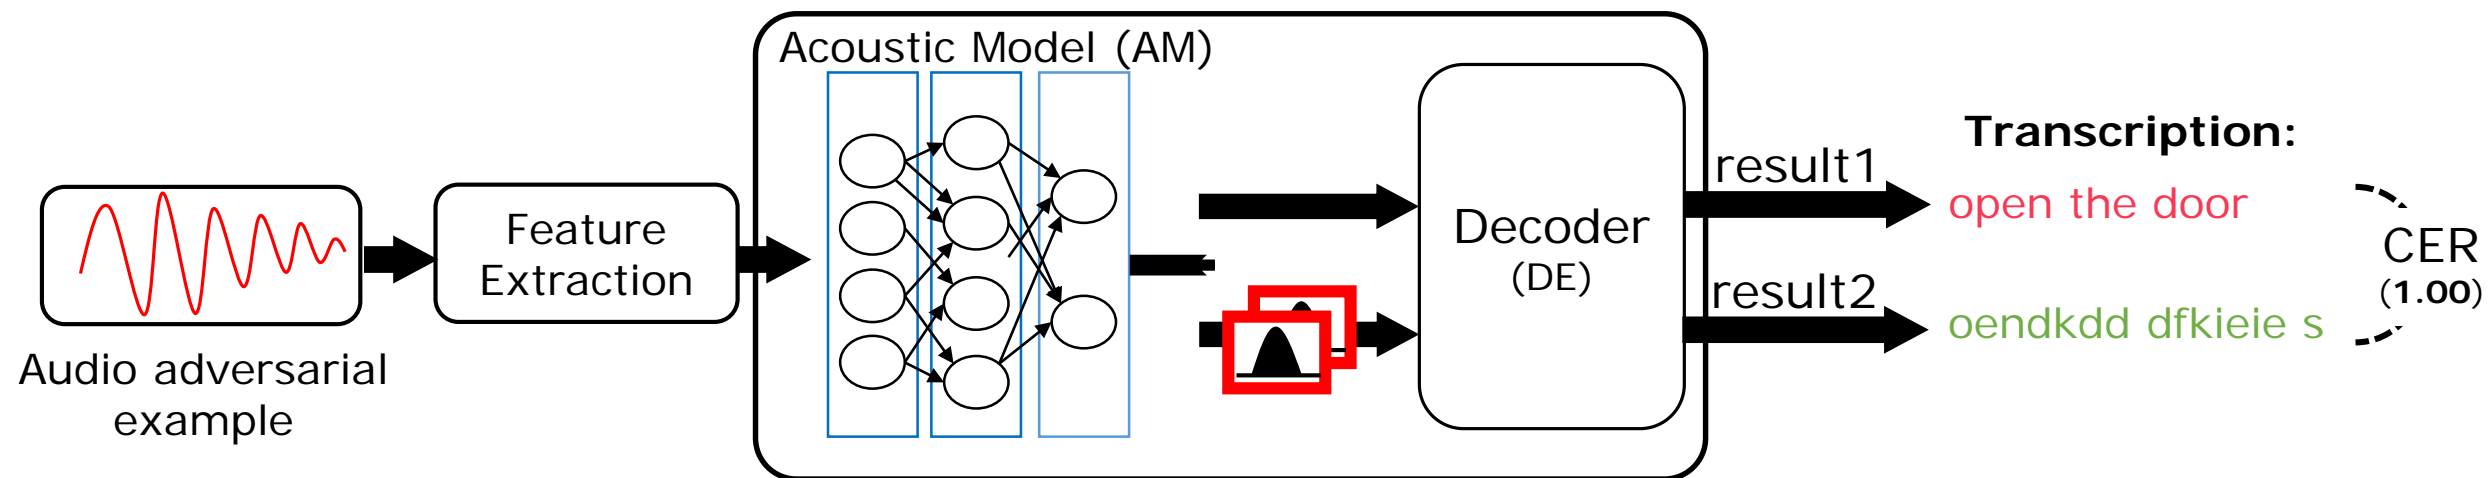 Audio adversarial
example
Feature
Extraction
Acoustic Model (AM)
Decoder
(DE)
result1
result2
Transcription:
open the door
oendkdd dfkieie s
CER
(1.00)